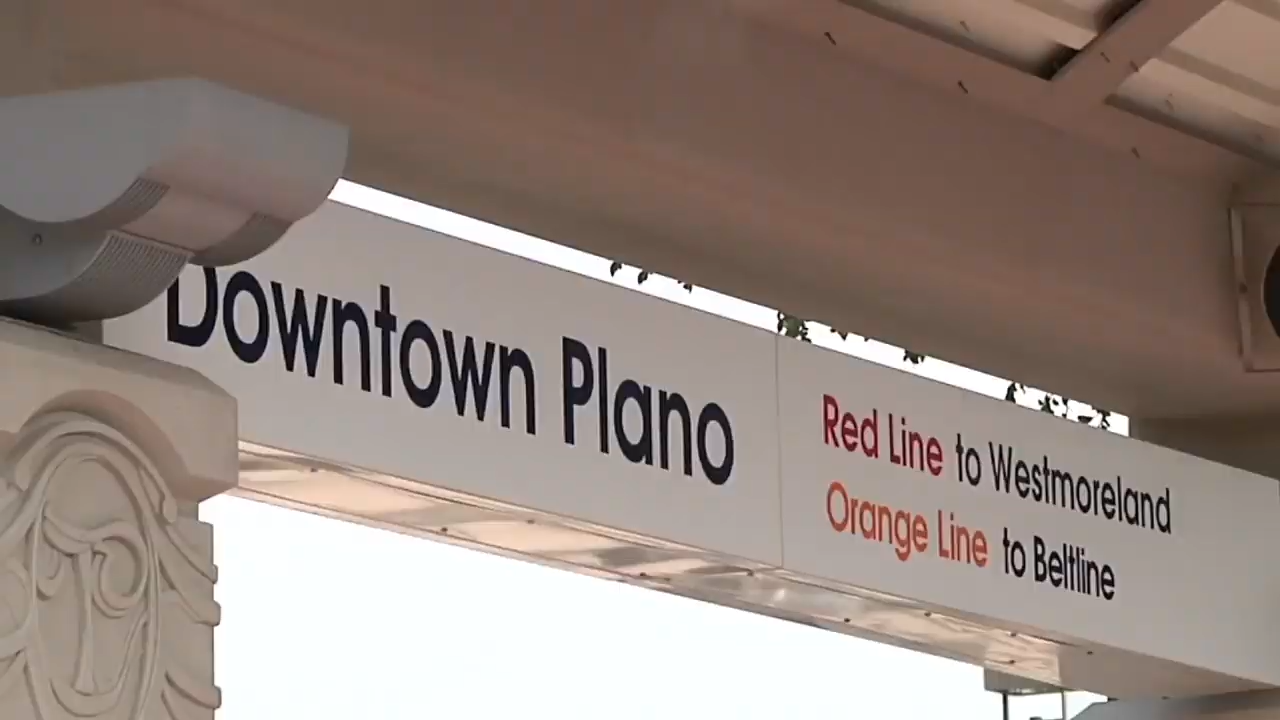 Downtown Plano
Red Line to Westmoreland
Orange Line to Beltline